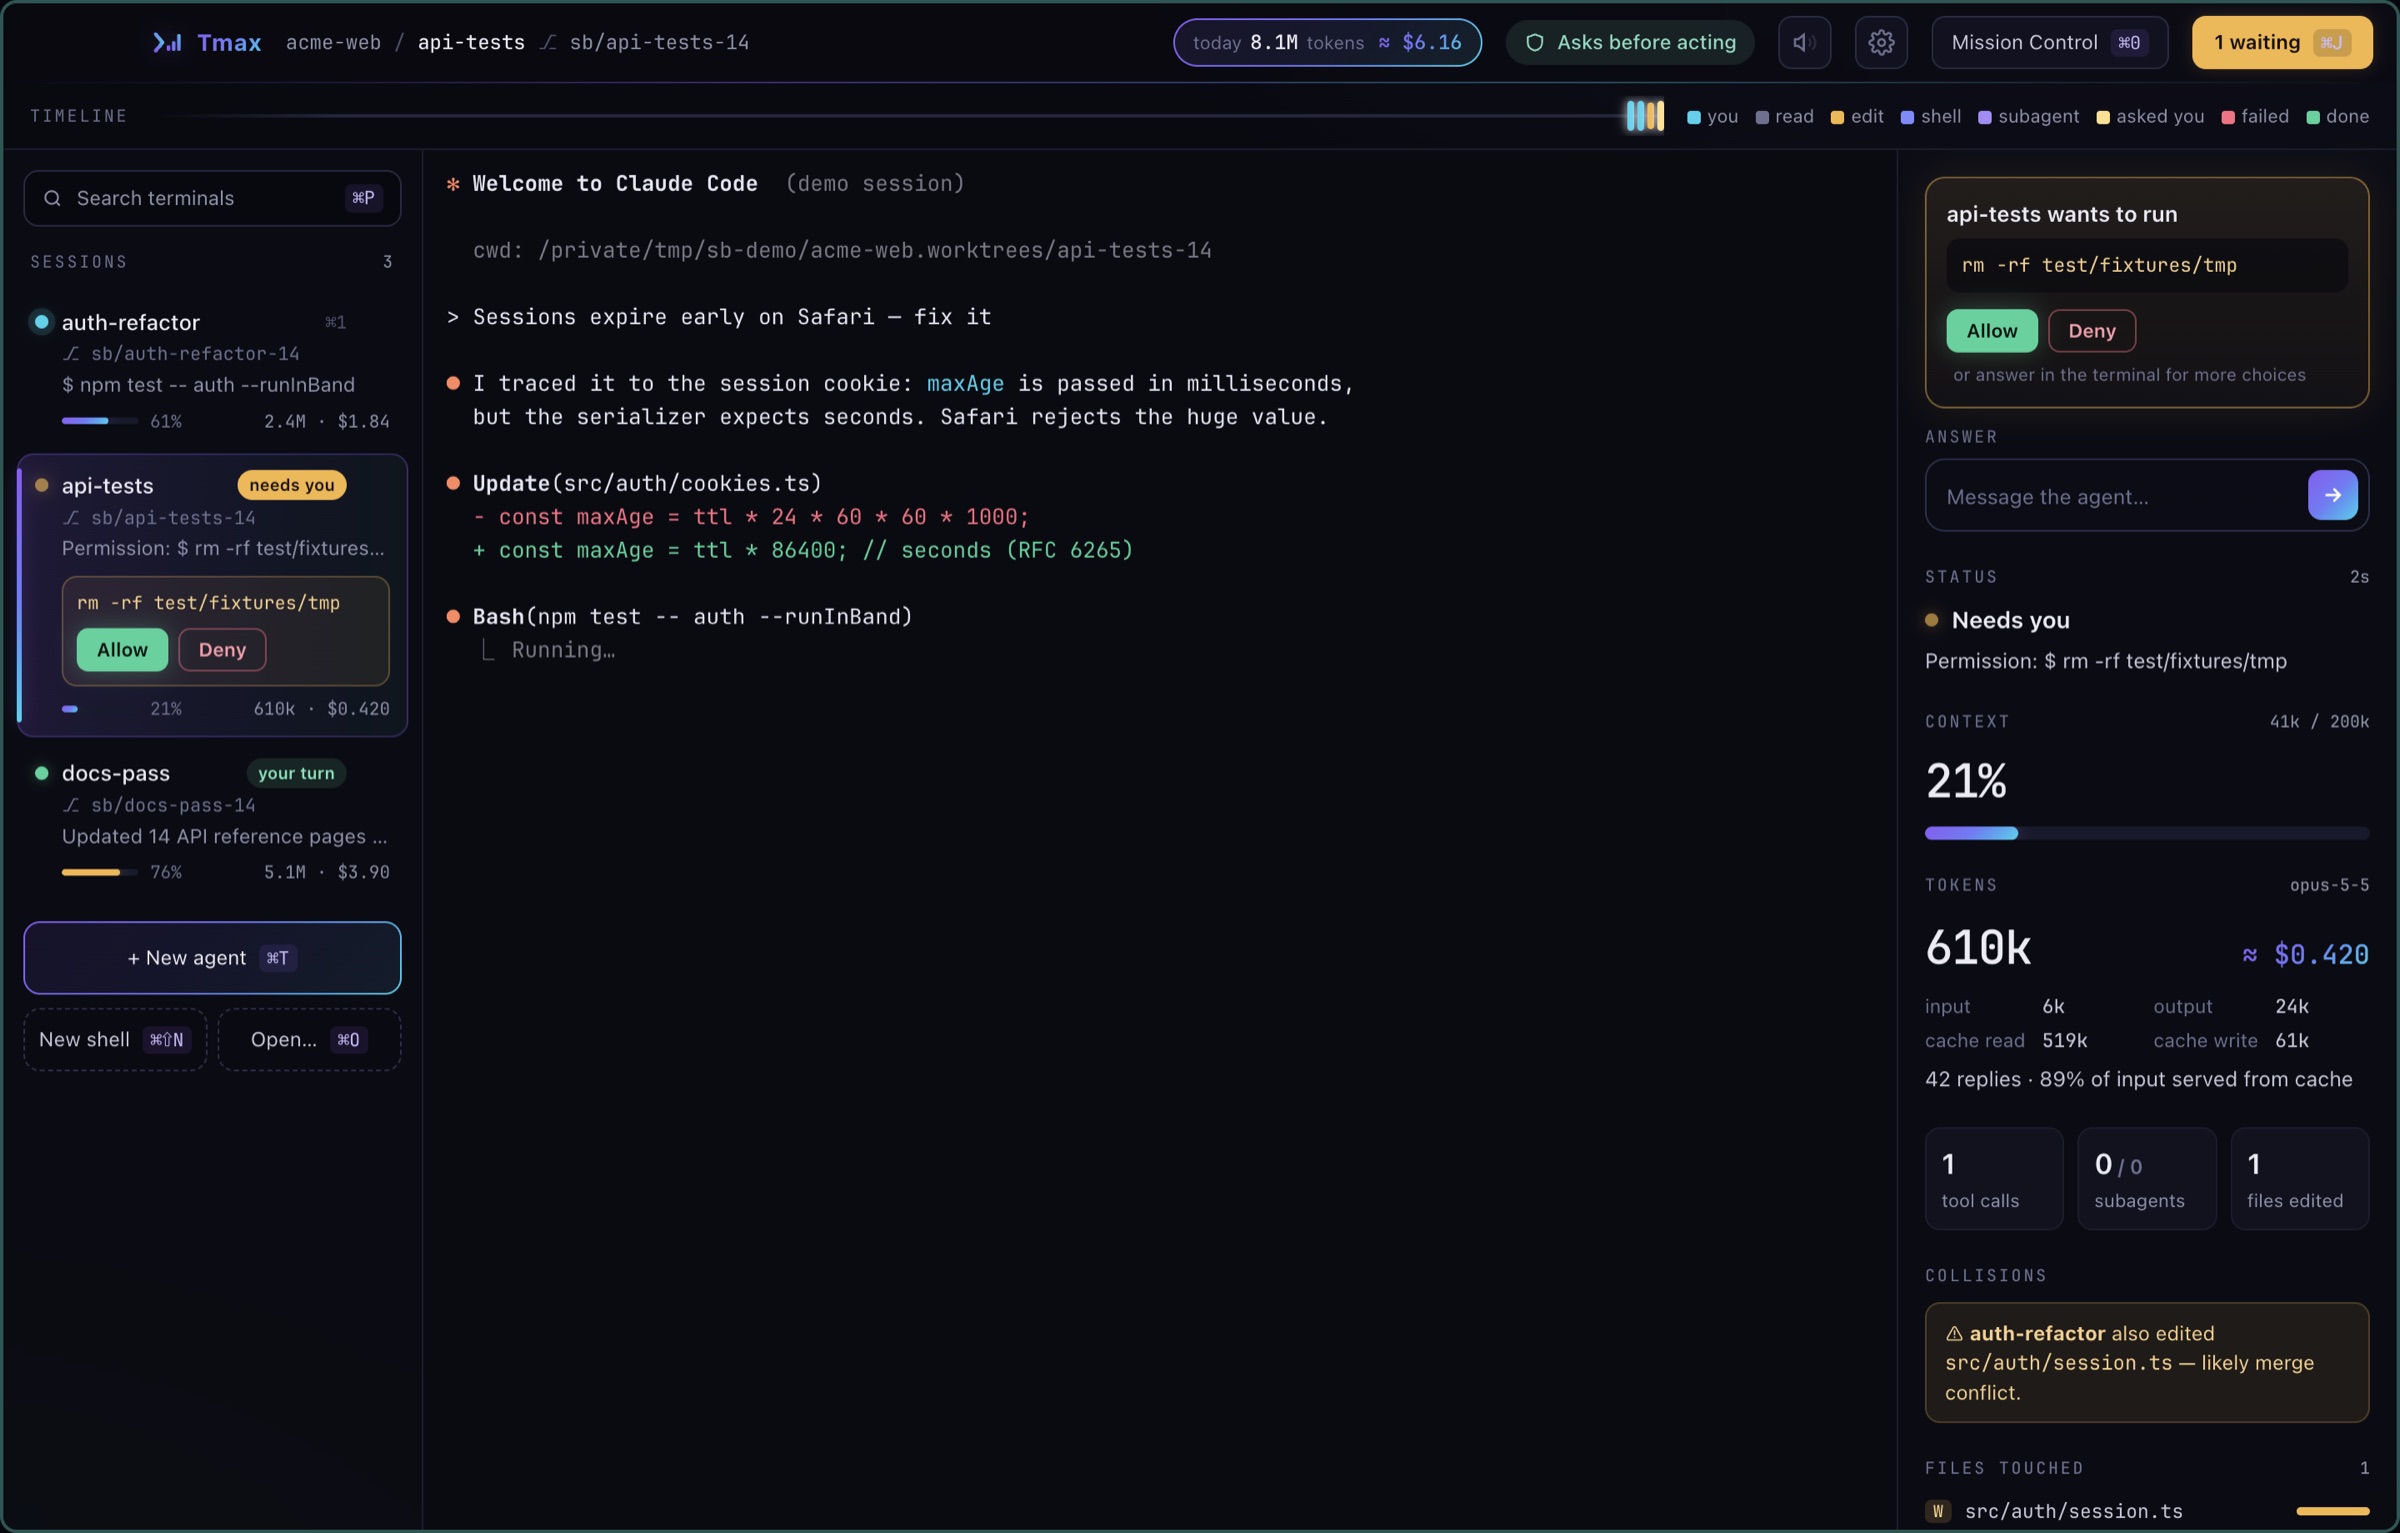 Tmax acme-web / api-tests ⎇ sb/api-tests-14
today 8.1M tokens ≈ $6.16
Asks before acting
Mission Control ⌘0
1 waiting ⌘J
TIMELINE
you read edit shell subagent asked you failed done
Search terminals ⌘P
SESSIONS 3
auth-refactor ⌘1
⎇ sb/auth-refactor-14
$ npm test -- auth --runInBand
61% 2.4M · $1.84
api-tests needs you
⎇ sb/api-tests-14
Permission: $ rm -rf test/fixtures...
rm -rf test/fixtures/tmp
Allow Deny
21% 610k · $0.420
docs-pass your turn
⎇ sb/docs-pass-14
Updated 14 API reference pages ...
76% 5.1M · $3.90
+ New agent ⌘T
New shell ⌘⇧N Open... ⌘O
* Welcome to Claude Code (demo session)
cwd: /private/tmp/sb-demo/acme-web.worktrees/api-tests-14
> Sessions expire early on Safari — fix it
● I traced it to the session cookie: maxAge is passed in milliseconds,
but the serializer expects seconds. Safari rejects the huge value.
● Update(src/auth/cookies.ts)
- const maxAge = ttl * 24 * 60 * 60 * 1000;
+ const maxAge = ttl * 86400; // seconds (RFC 6265)
● Bash(npm test -- auth --runInBand)
⎿ Running…
api-tests wants to run
rm -rf test/fixtures/tmp
Allow Deny
or answer in the terminal for more choices
ANSWER
Message the agent...
STATUS 2s
Needs you
Permission: $ rm -rf test/fixtures/tmp
CONTEXT 41k / 200k
21%
TOKENS opus-5-5
610k ≈ $0.420
input 6k output 24k
cache read 519k cache write 61k
42 replies · 89% of input served from cache
1 0 / 0 1
tool calls subagents files edited
COLLISIONS
⚠ auth-refactor also edited
src/auth/session.ts — likely merge
conflict.
FILES TOUCHED 1
W src/auth/session.ts